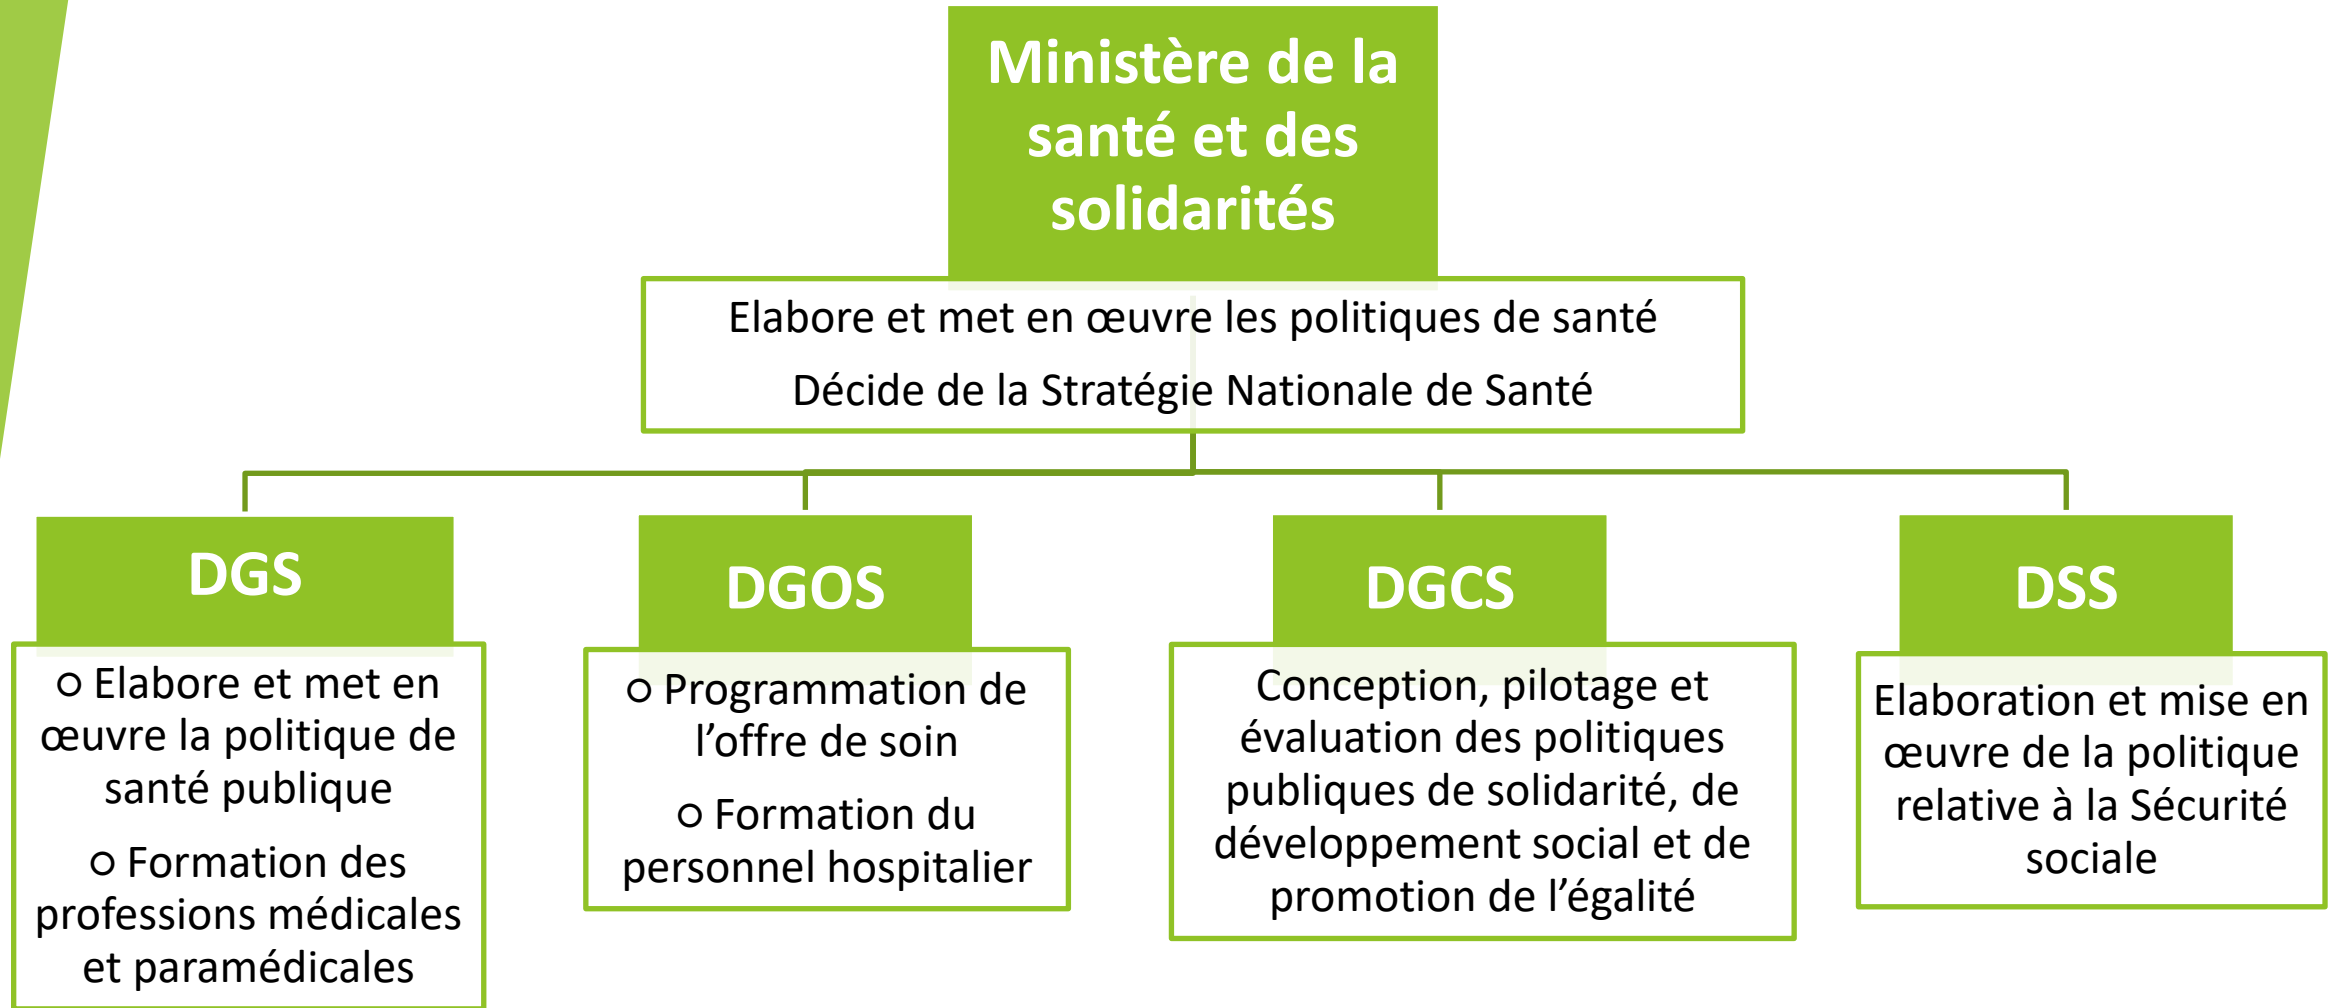 Ministère de la
santé et des
solidarités
Elabore et met en œuvre les politiques de santé
Décide de la Stratégie Nationale de Santé
DGS
○ Elabore et met en
œuvre la politique de
santé publique
○ Formation des
professions médicales
et paramédicales
DGOS
○ Programmation de
l’offre de soin
○ Formation du
personnel hospitalier
DGCS
Conception, pilotage et
évaluation des politiques
publiques de solidarité, de
développement social et de
promotion de l’égalité
DSS
Elaboration et mise en
œuvre de la politique
relative à la Sécurité
sociale